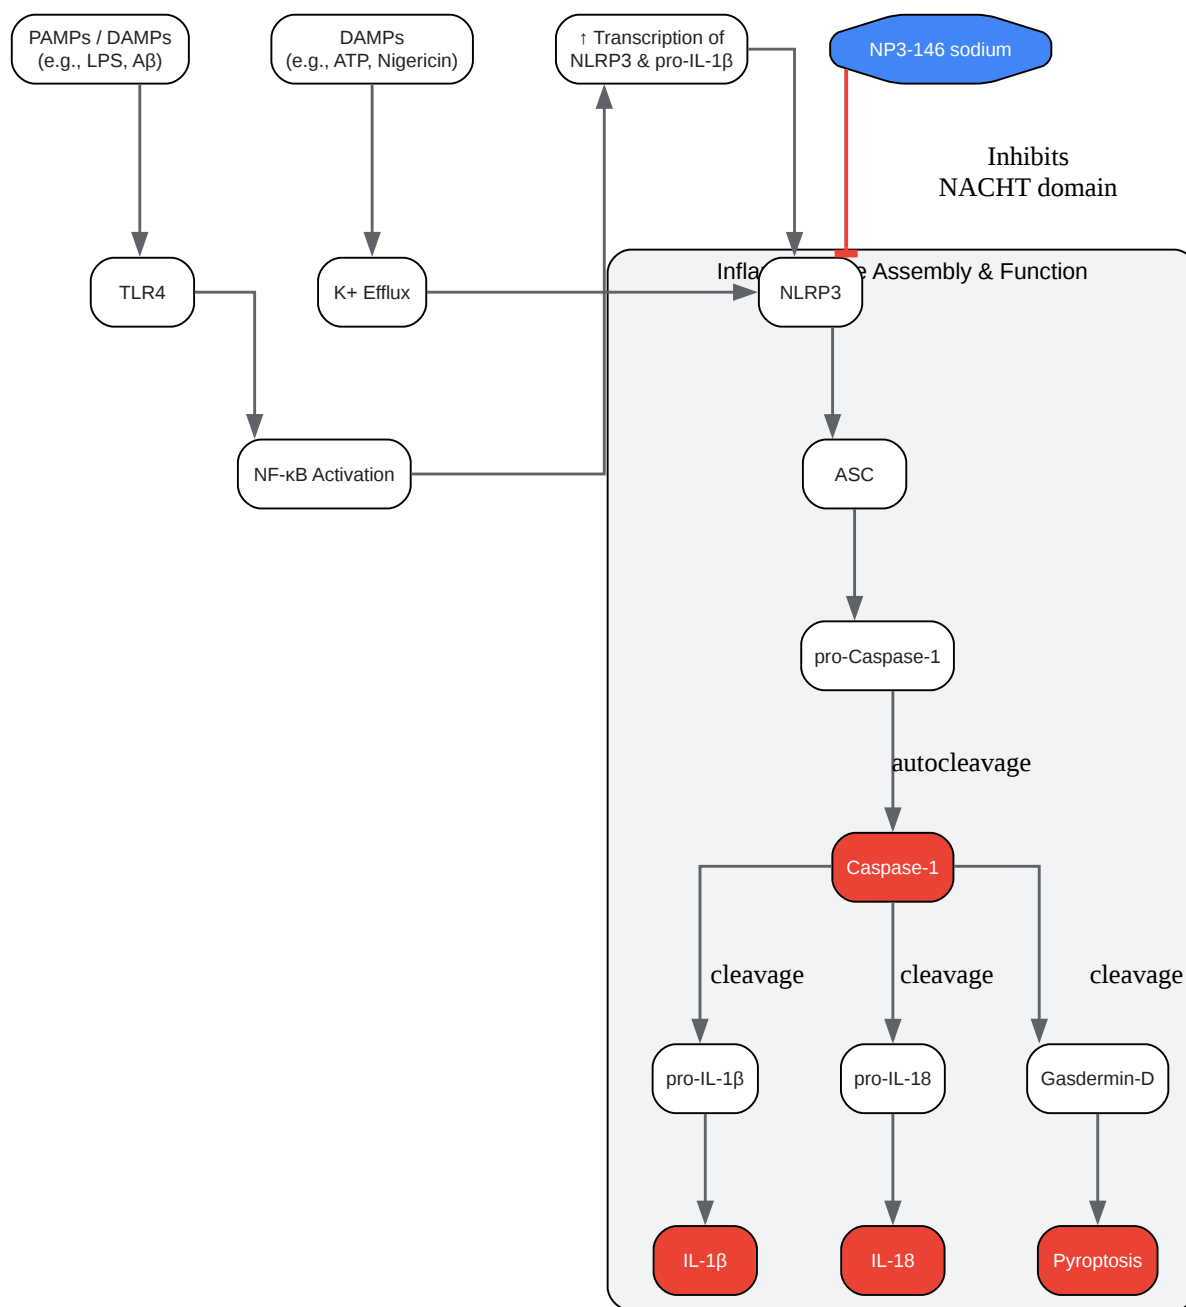 PAMPs / DAMPs
(e.g., LPS, Aβ)
DAMPs
(e.g., ATP, Nigericin)
↑ Transcription of
NLRP3 & pro-IL-1β
NP3-146 sodium
Inhibits
NACHT domain
Assembly & Function
TLR4
K+ Efflux
NLRP3
NF-κB Activation
ASC
pro-Caspase-1
autocleavage
Caspase-1
cleavage
cleavage
cleavage
pro-IL-1β
pro-IL-18
Gasdermin-D
IL-1β
IL-18
Pyroptosis